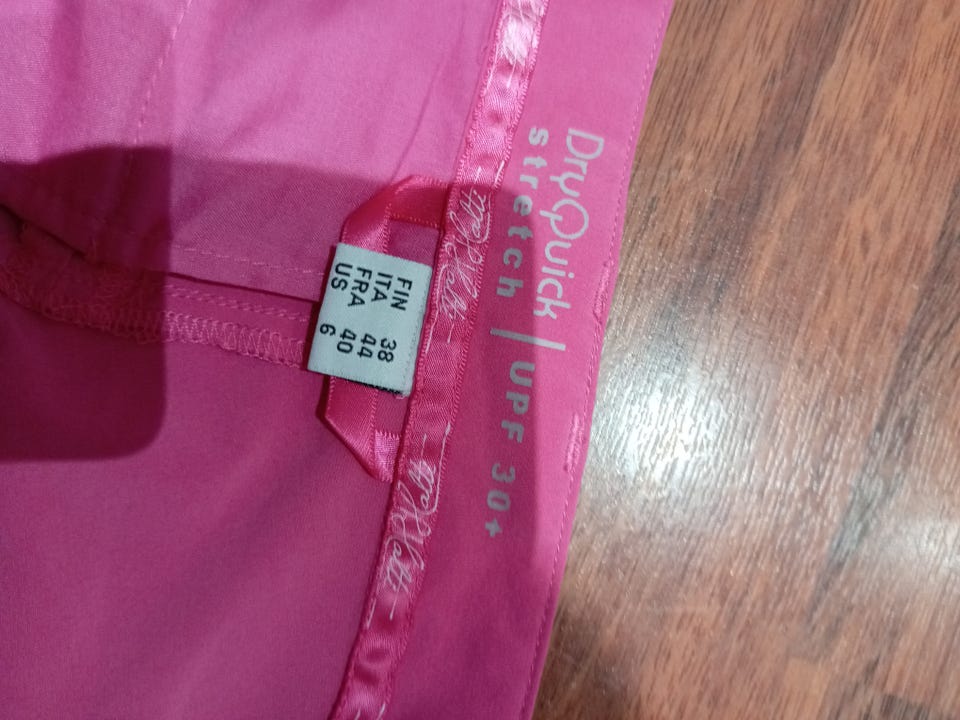 DryQuick
stretch | UPF 30+
FIN 38
ITA 44
FRA 40
US 6